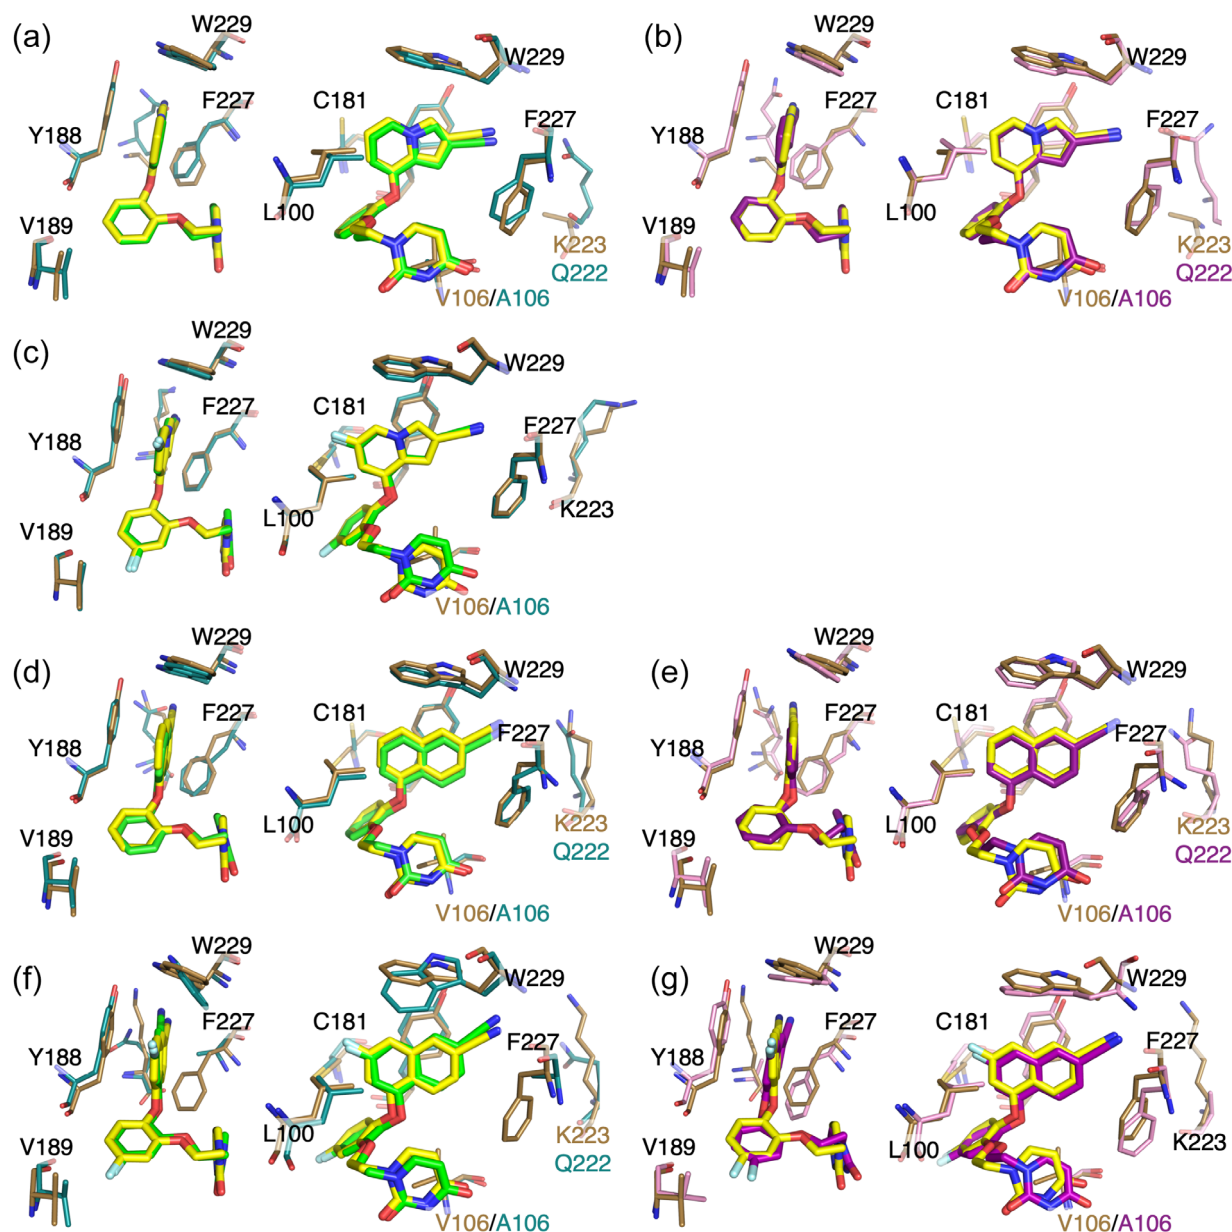 (a)
W229
Y188
F227
V189
W229
C181
F227
L100
K223
Q222
V106/A106
(b)
W229
Y188
F227
V189
W229
C181
F227
L100
K223
Q222
V106/A106
(c)
W229
Y188
F227
V189
W229
C181
F227
L100
K223
V106/A106
(d)
W229
Y188
F227
V189
W229
C181
F227
L100
K223
Q222
V106/A106
(e)
W229
Y188
F227
V189
W229
C181
F227
L100
K223
Q222
V106/A106
(f)
W229
Y188
F227
V189
W229
C181
F227
L100
K223
Q222
V106/A106
(g)
W229
Y188
F227
V189
W229
C181
F227
L100
K223
V106/A106